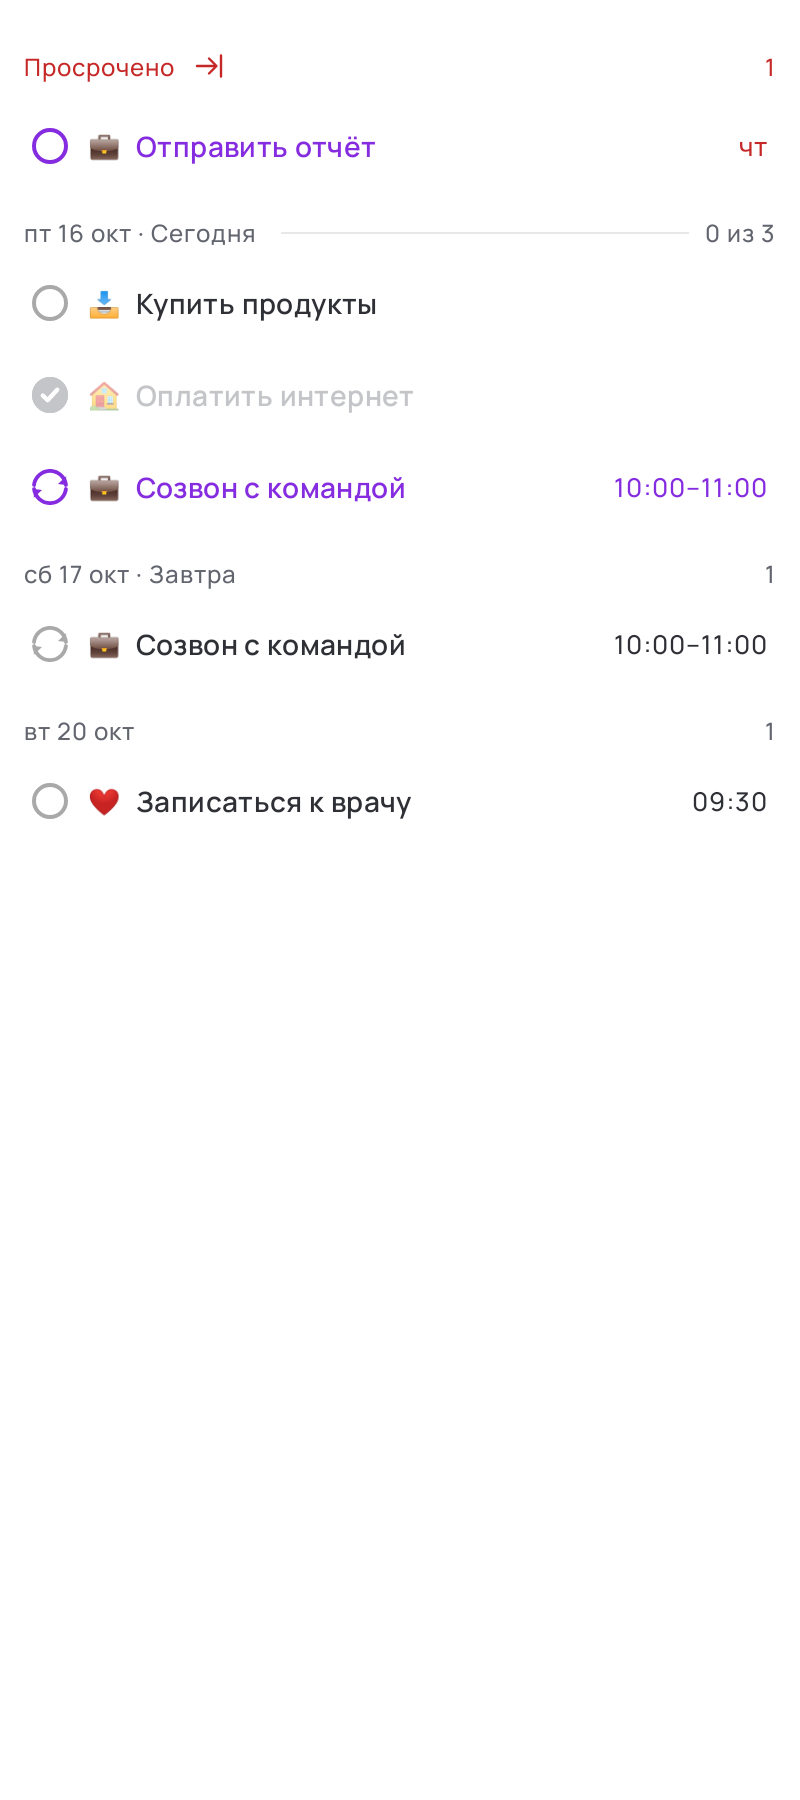 Просрочено 1
Отправить отчёт чт
пт 16 окт · Сегодня 0 из 3
Купить продукты
Оплатить интернет
Созвон с командой 10:00–11:00
сб 17 окт · Завтра 1
Созвон с командой 10:00–11:00
вт 20 окт 1
Записаться к врачу 09:30